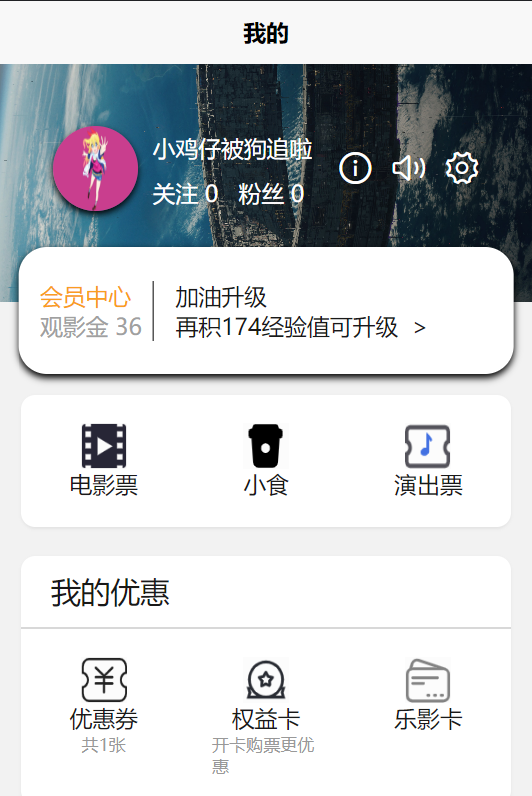 我的
小鸡仔被狗追啦
关注 0 粉丝 0
会员中心
观影金 36
加油升级
再积174经验值可升级 >
电影票 小食 演出票
我的优惠
优惠券 权益卡 乐影卡
共1张 开卡购票更优
惠